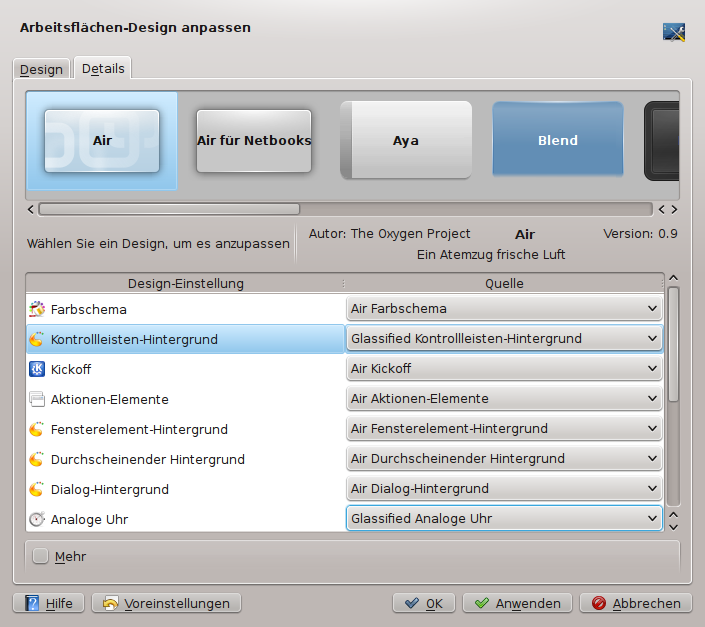 Arbeitsflächen-Design anpassen
Design Details
Air Air für Netbooks Aya Blend
Wählen Sie ein Design, um es anzupassen
Autor: The Oxygen Project Air Version: 0.9
Ein Atemzug frische Luft
Design-Einstellung Quelle
Farbschema Air Farbschema
Kontrollleisten-Hintergrund Glassified Kontrollleisten-Hintergrund
Kickoff Air Kickoff
Aktionen-Elemente Air Aktionen-Elemente
Fensterelement-Hintergrund Air Fensterelement-Hintergrund
Durchscheinender Hintergrund Air Durchscheinender Hintergrund
Dialog-Hintergrund Air Dialog-Hintergrund
Analoge Uhr Glassified Analoge Uhr
Mehr
Hilfe Voreinstellungen OK Anwenden Abbrechen